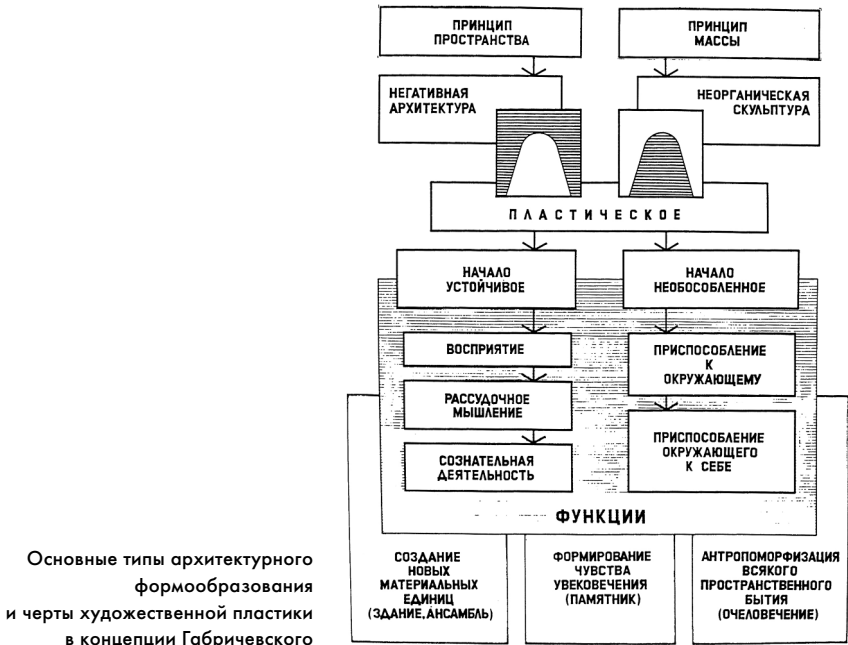 ПРИНЦИП
ПРОСТРАНСТВА
ПРИНЦИП
МАССЫ
НЕГАТИВНАЯ
АРХИТЕКТУРА
НЕОРГАНИЧЕСКАЯ
СКУЛЬПТУРА
ПЛАСТИЧЕСКОЕ
НАЧАЛО
УСТОЙЧИВОЕ
НАЧАЛО
НЕОБОСОБЛЕННОЕ
ВОСПРИЯТИЕ
РАССУДОЧНОЕ
МЫШЛЕНИЕ
СОЗНАТЕЛЬНАЯ
ДЕЯТЕЛЬНОСТЬ
ПРИСПОСОБЛЕНИЕ
К
ОКРУЖАЮЩЕМУ
ПРИСПОСОБЛЕНИЕ
ОКРУЖАЮЩЕГО
К СЕБЕ
ФУНКЦИИ
СОЗДАНИЕ
НОВЫХ
МАТЕРИАЛЬНЫХ
ЕДИНИЦ
(ЗДАНИЕ, АНСАМБЛЬ)
ФОРМИРОВАНИЕ
ЧУВСТВА
УВЕКОВЕЧЕНИЯ
(ПАМЯТНИК)
АНТРОПОМОРФИЗАЦИЯ
ВСЯКОГО
ПРОСТРАНСТВЕННОГО
БЫТИЯ
(ОЧЕЛОВЕЧЕНИЕ)
Основные типы архитектурного
формообразования
и черты художественной пластики
в концепции Габричевского